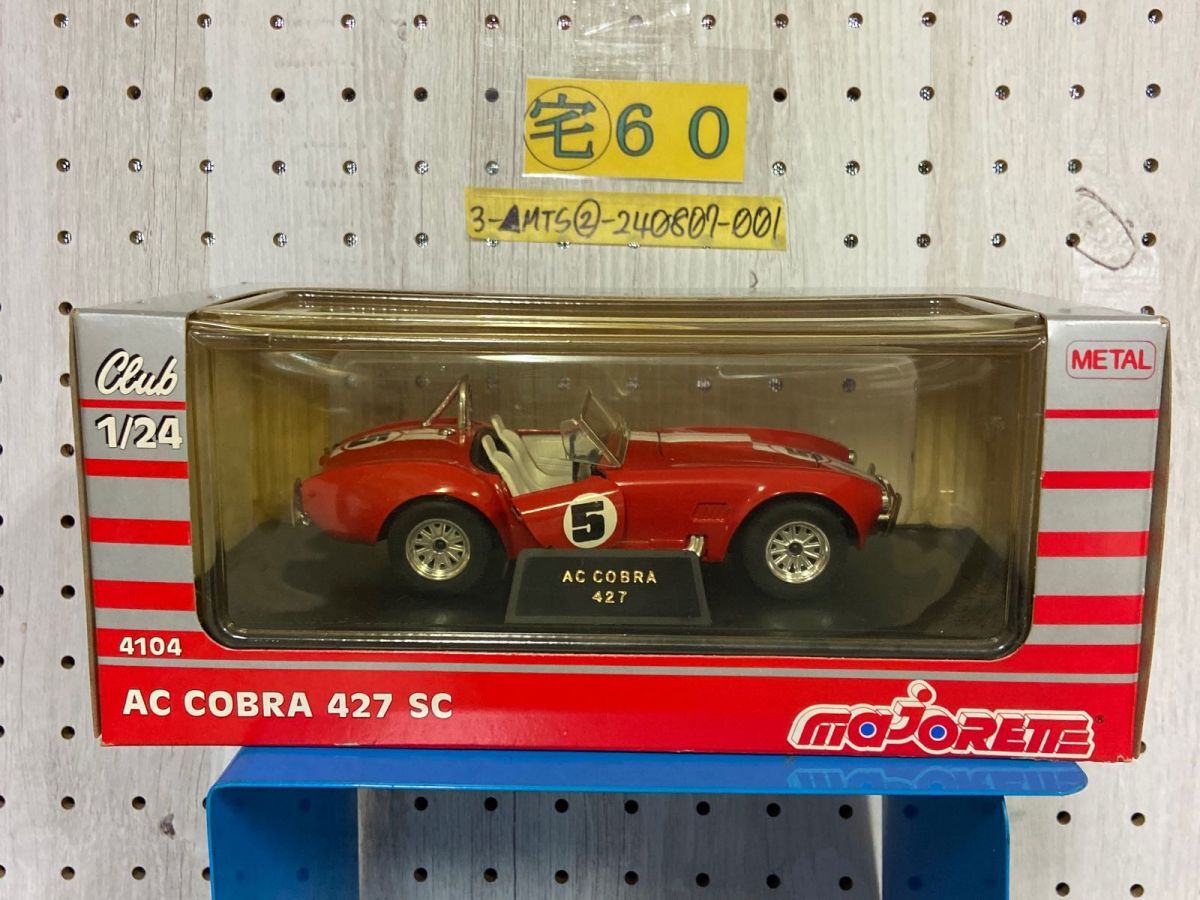 宅60
3-▲MTS②-240807-001
Club
1/24
METAL
5
5
AC COBRA
427
4104
AC COBRA 427 SC
majorette®